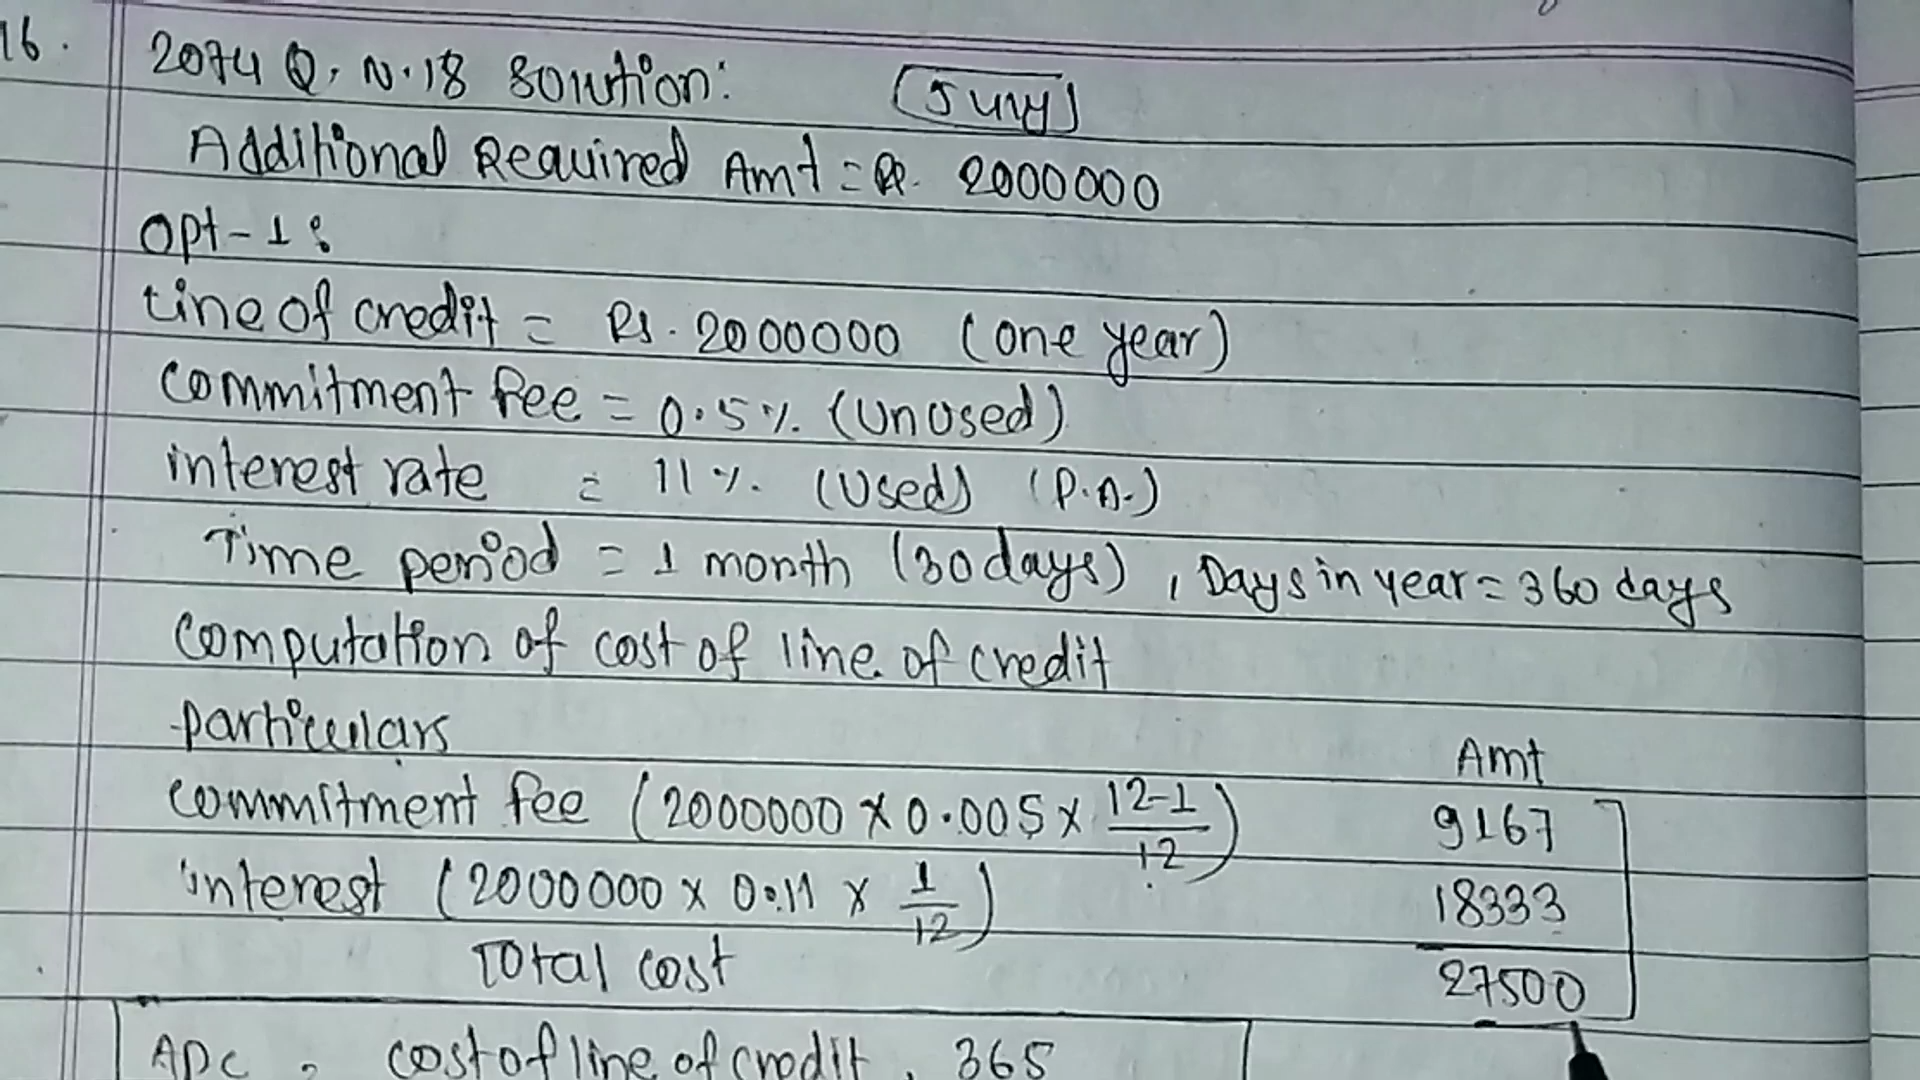 16.
2074 Q.N.18 solution: (July)
Additional Required Amt = Rs. 2000000
opt-1:
Line of credit = Rs. 2000000 (one year)
commitment fee = 0.5% (unused)
interest rate = 11% (used) (P.A.)
Time period = 1 month (30 days), Days in year = 360 days
computation of cost of line of credit
particulars Amt
commitment fee (2000000 x 0.005 x 12-1/12) 9167
interest (2000000 x 0.11 x 1/12) 18333
Total cost 27500
APC = cost of line of credit . 365